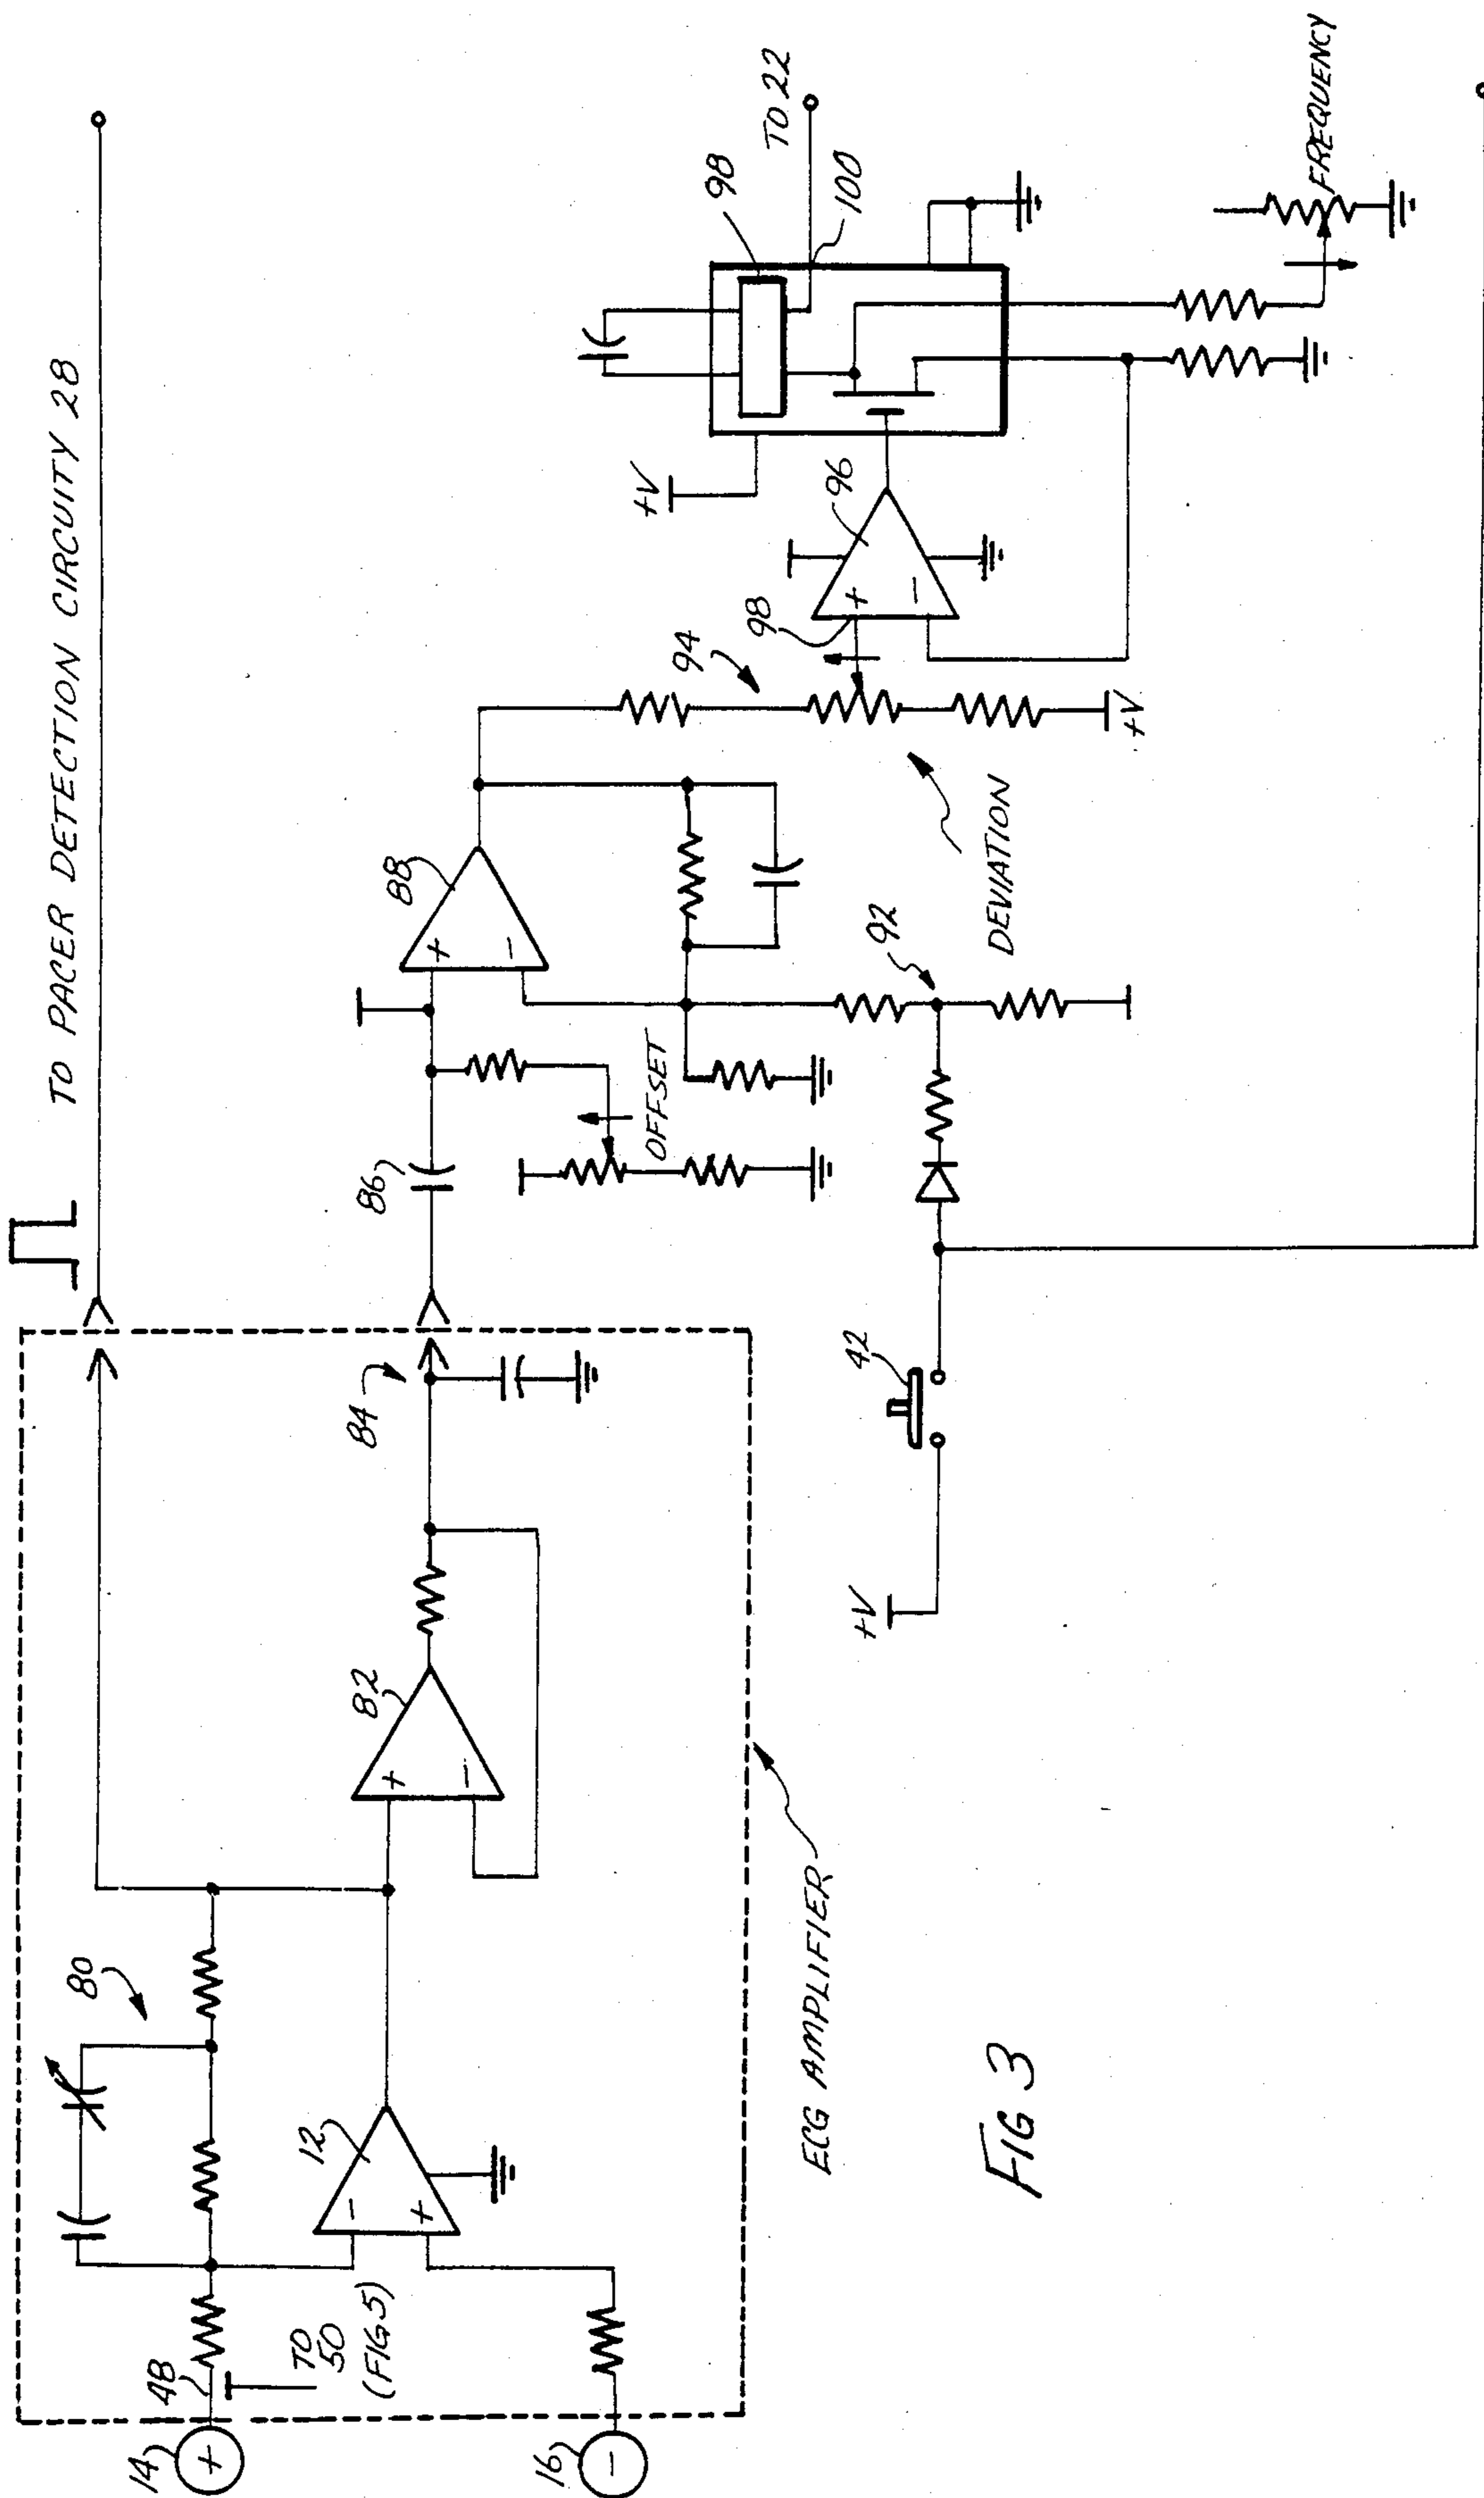 TO PACER DETECTION CIRCUITY 28
80
14
+
48
TO
50
(FIG 5)
12
-
+
16
-
82
+
-
84
86
OFFSET
88
+
-
92
94
DEVIATION
+V
98
+
-
96
+V
98
TO 22
100
FREQUENCY
ECG AMPLIFIER
+V
42
FIG 3